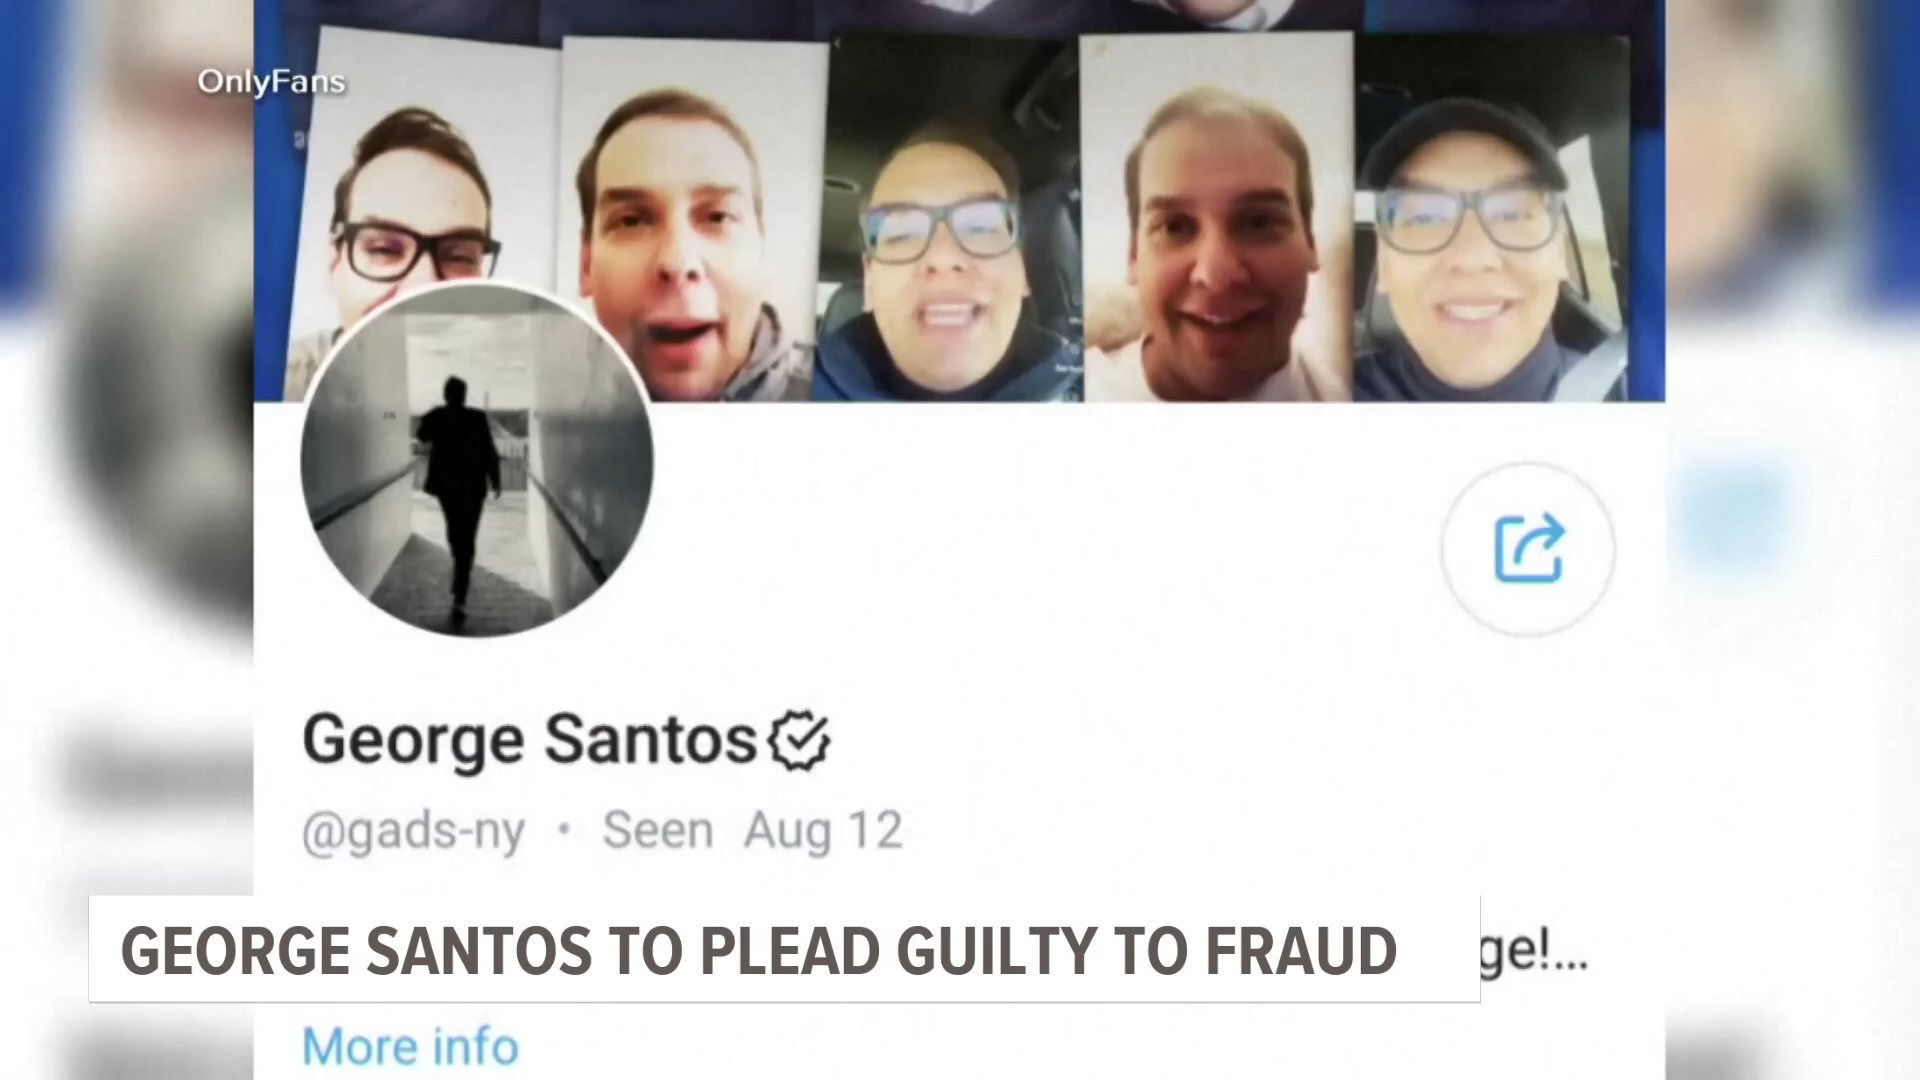 OnlyFans
George Santos
@gads-ny • Seen Aug 12
ge!...
GEORGE SANTOS TO PLEAD GUILTY TO FRAUD
More info